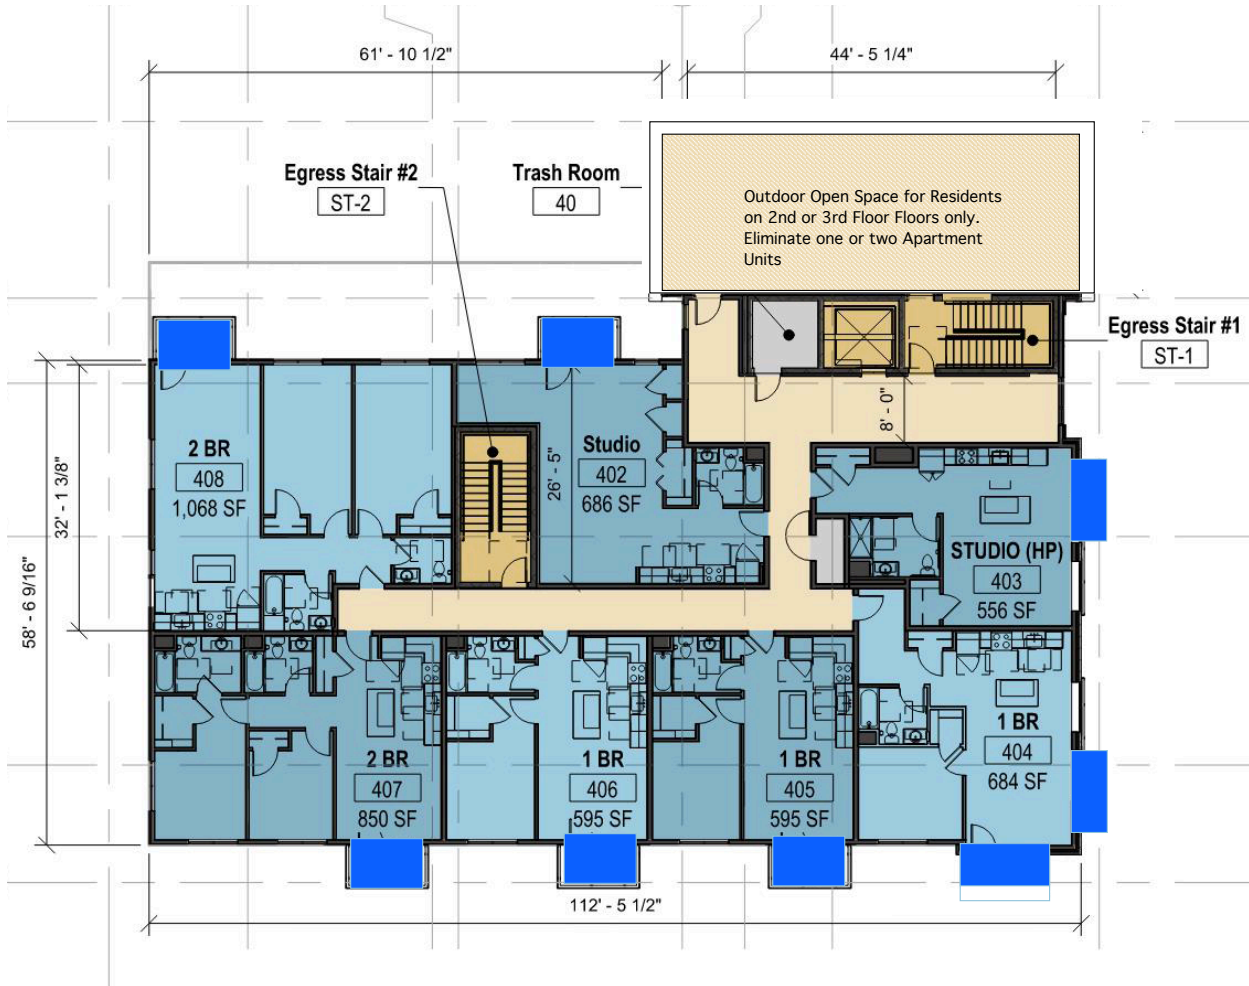 61' - 10 1/2"
44' - 5 1/4"
Egress Stair #2
ST-2
Trash Room
40
Outdoor Open Space for Residents
on 2nd or 3rd Floor Floors only.
Eliminate one or two Apartment
Units
Egress Stair #1
ST-1
8' - 0"
2 BR
408
1,068 SF
Studio
402
686 SF
26' - 5"
32' - 1 3/8"
58' - 6 9/16"
STUDIO (HP)
403
556 SF
2 BR
407
850 SF
1 BR
406
595 SF
1 BR
405
595 SF
1 BR
404
684 SF
112' - 5 1/2"